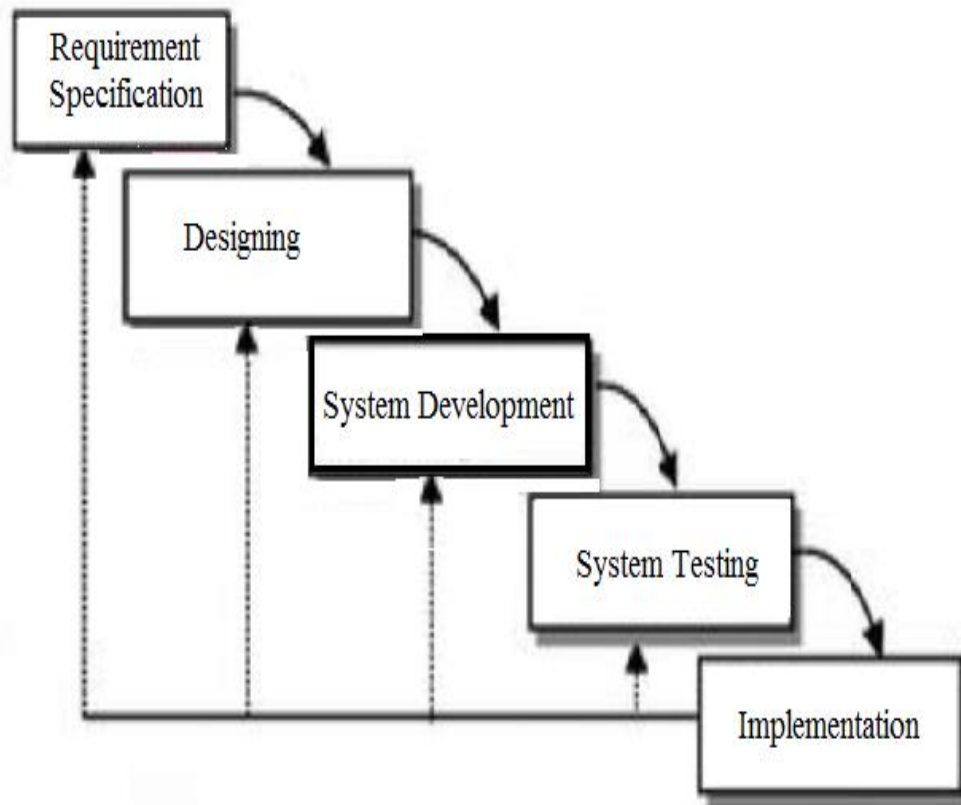 Requirement
Specification
Designing
System Development
System Testing
Implementation